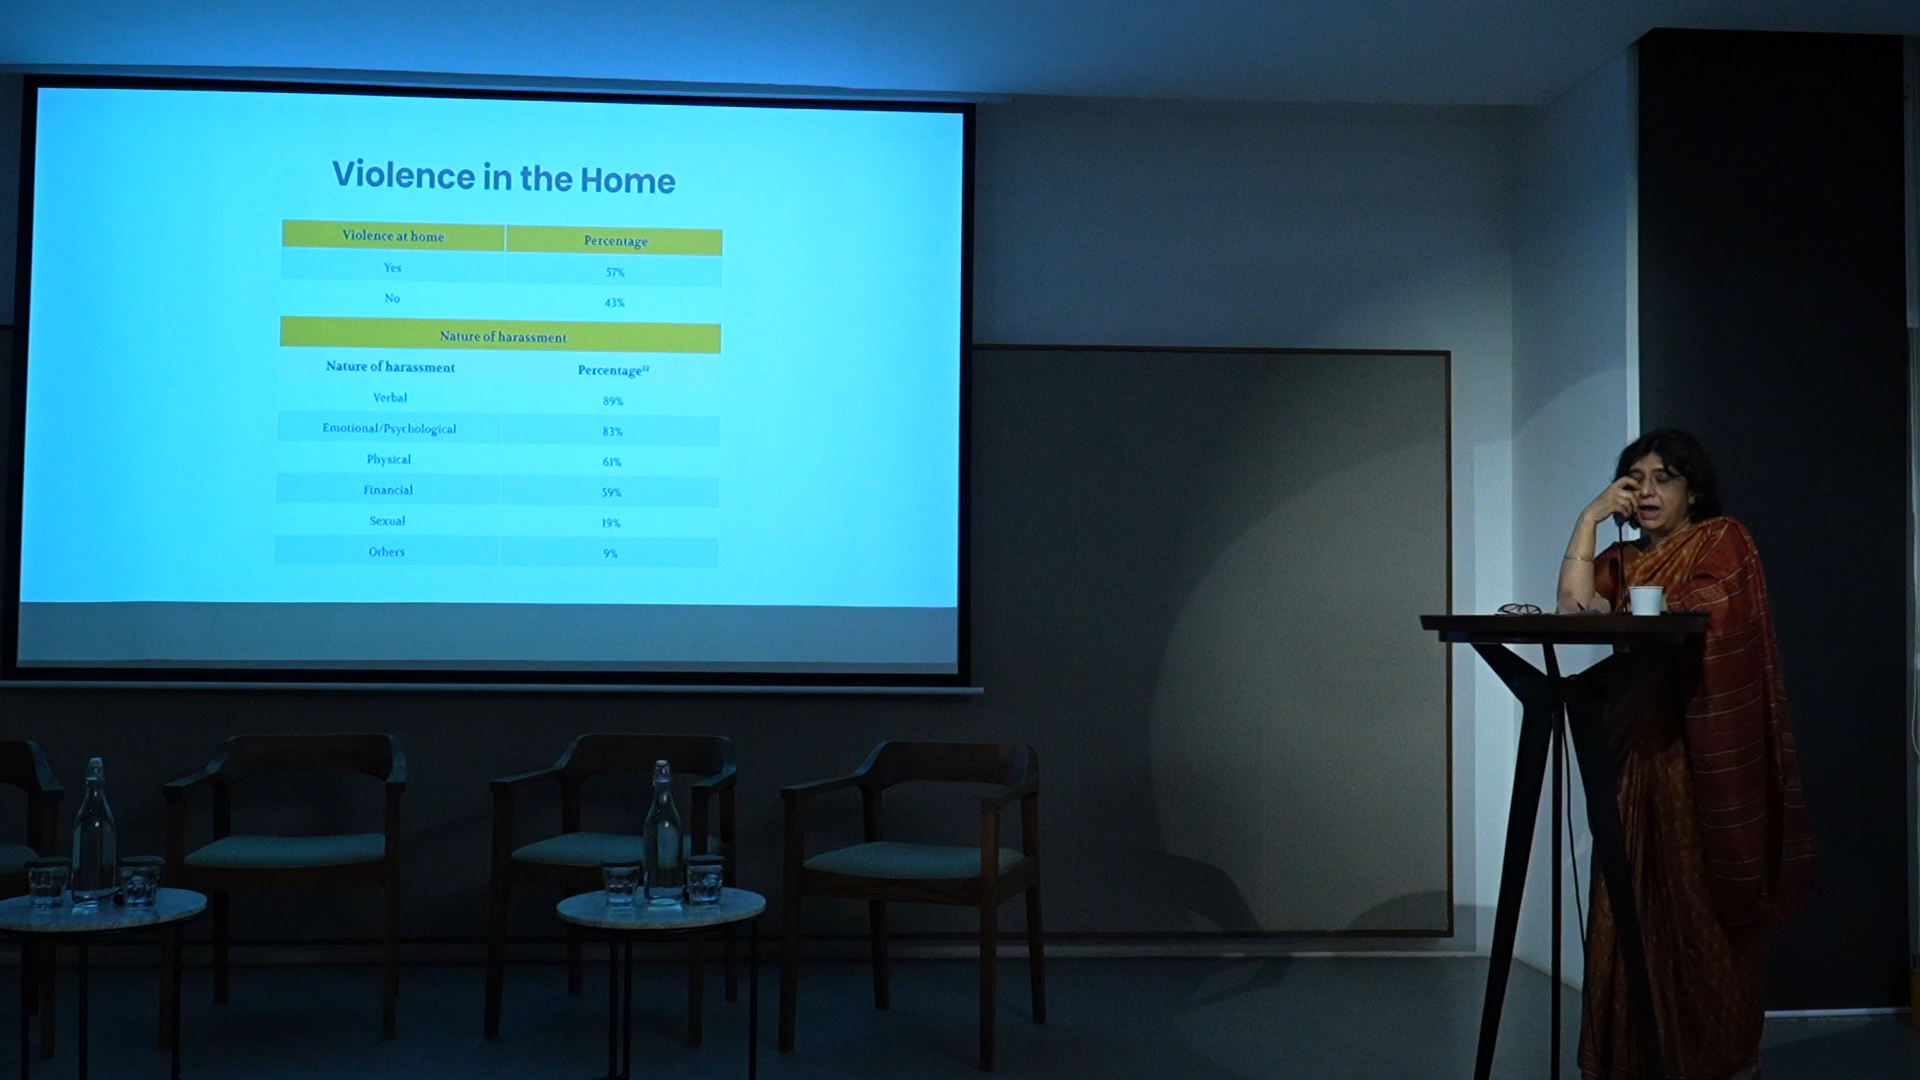 Violence in the Home
Violence at home Percentage
Yes 57%
No 43%
Nature of harassment
Nature of harassment Percentage
Verbal 89%
Emotional/Psychological 83%
Physical 61%
Financial 59%
Sexual 19%
Others 9%